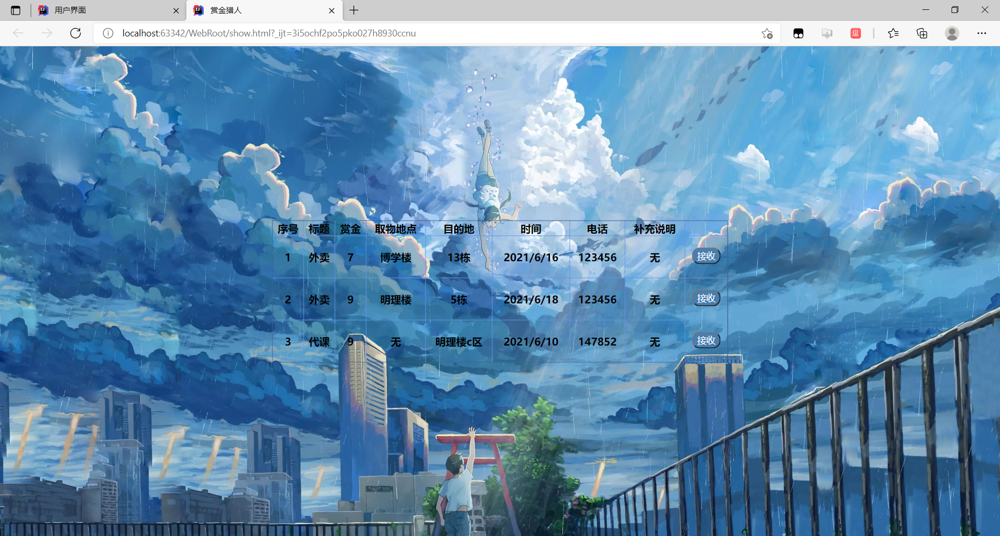 用户界面
赏金猎人
localhost:63342/WebRoot/show.html?_ijt=3i5ochf2po5pko027h8930ccnu
惠
序号 标题 赏金 取物地点 目的地 时间 电话 补充说明
1 外卖 7 博学楼 13栋 2021/6/16 123456 无 接收
2 外卖 9 明理楼 5栋 2021/6/18 123456 无 接收
3 代课 9 无 明理楼c区 2021/6/10 147852 无 接收